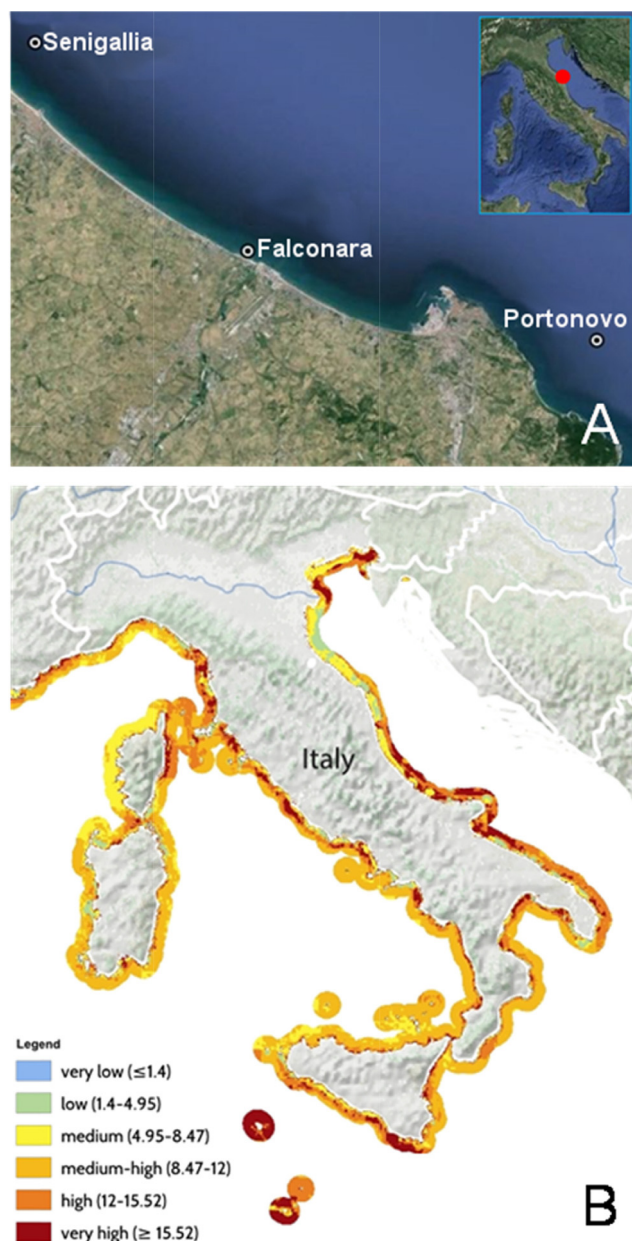 Senigallia
Falconara
Portonovo
A
Italy
Legend
very low (≤1.4)
low (1.4-4.95)
medium (4.95-8.47)
medium-high (8.47-12)
high (12-15.52)
very high (≥ 15.52)
B